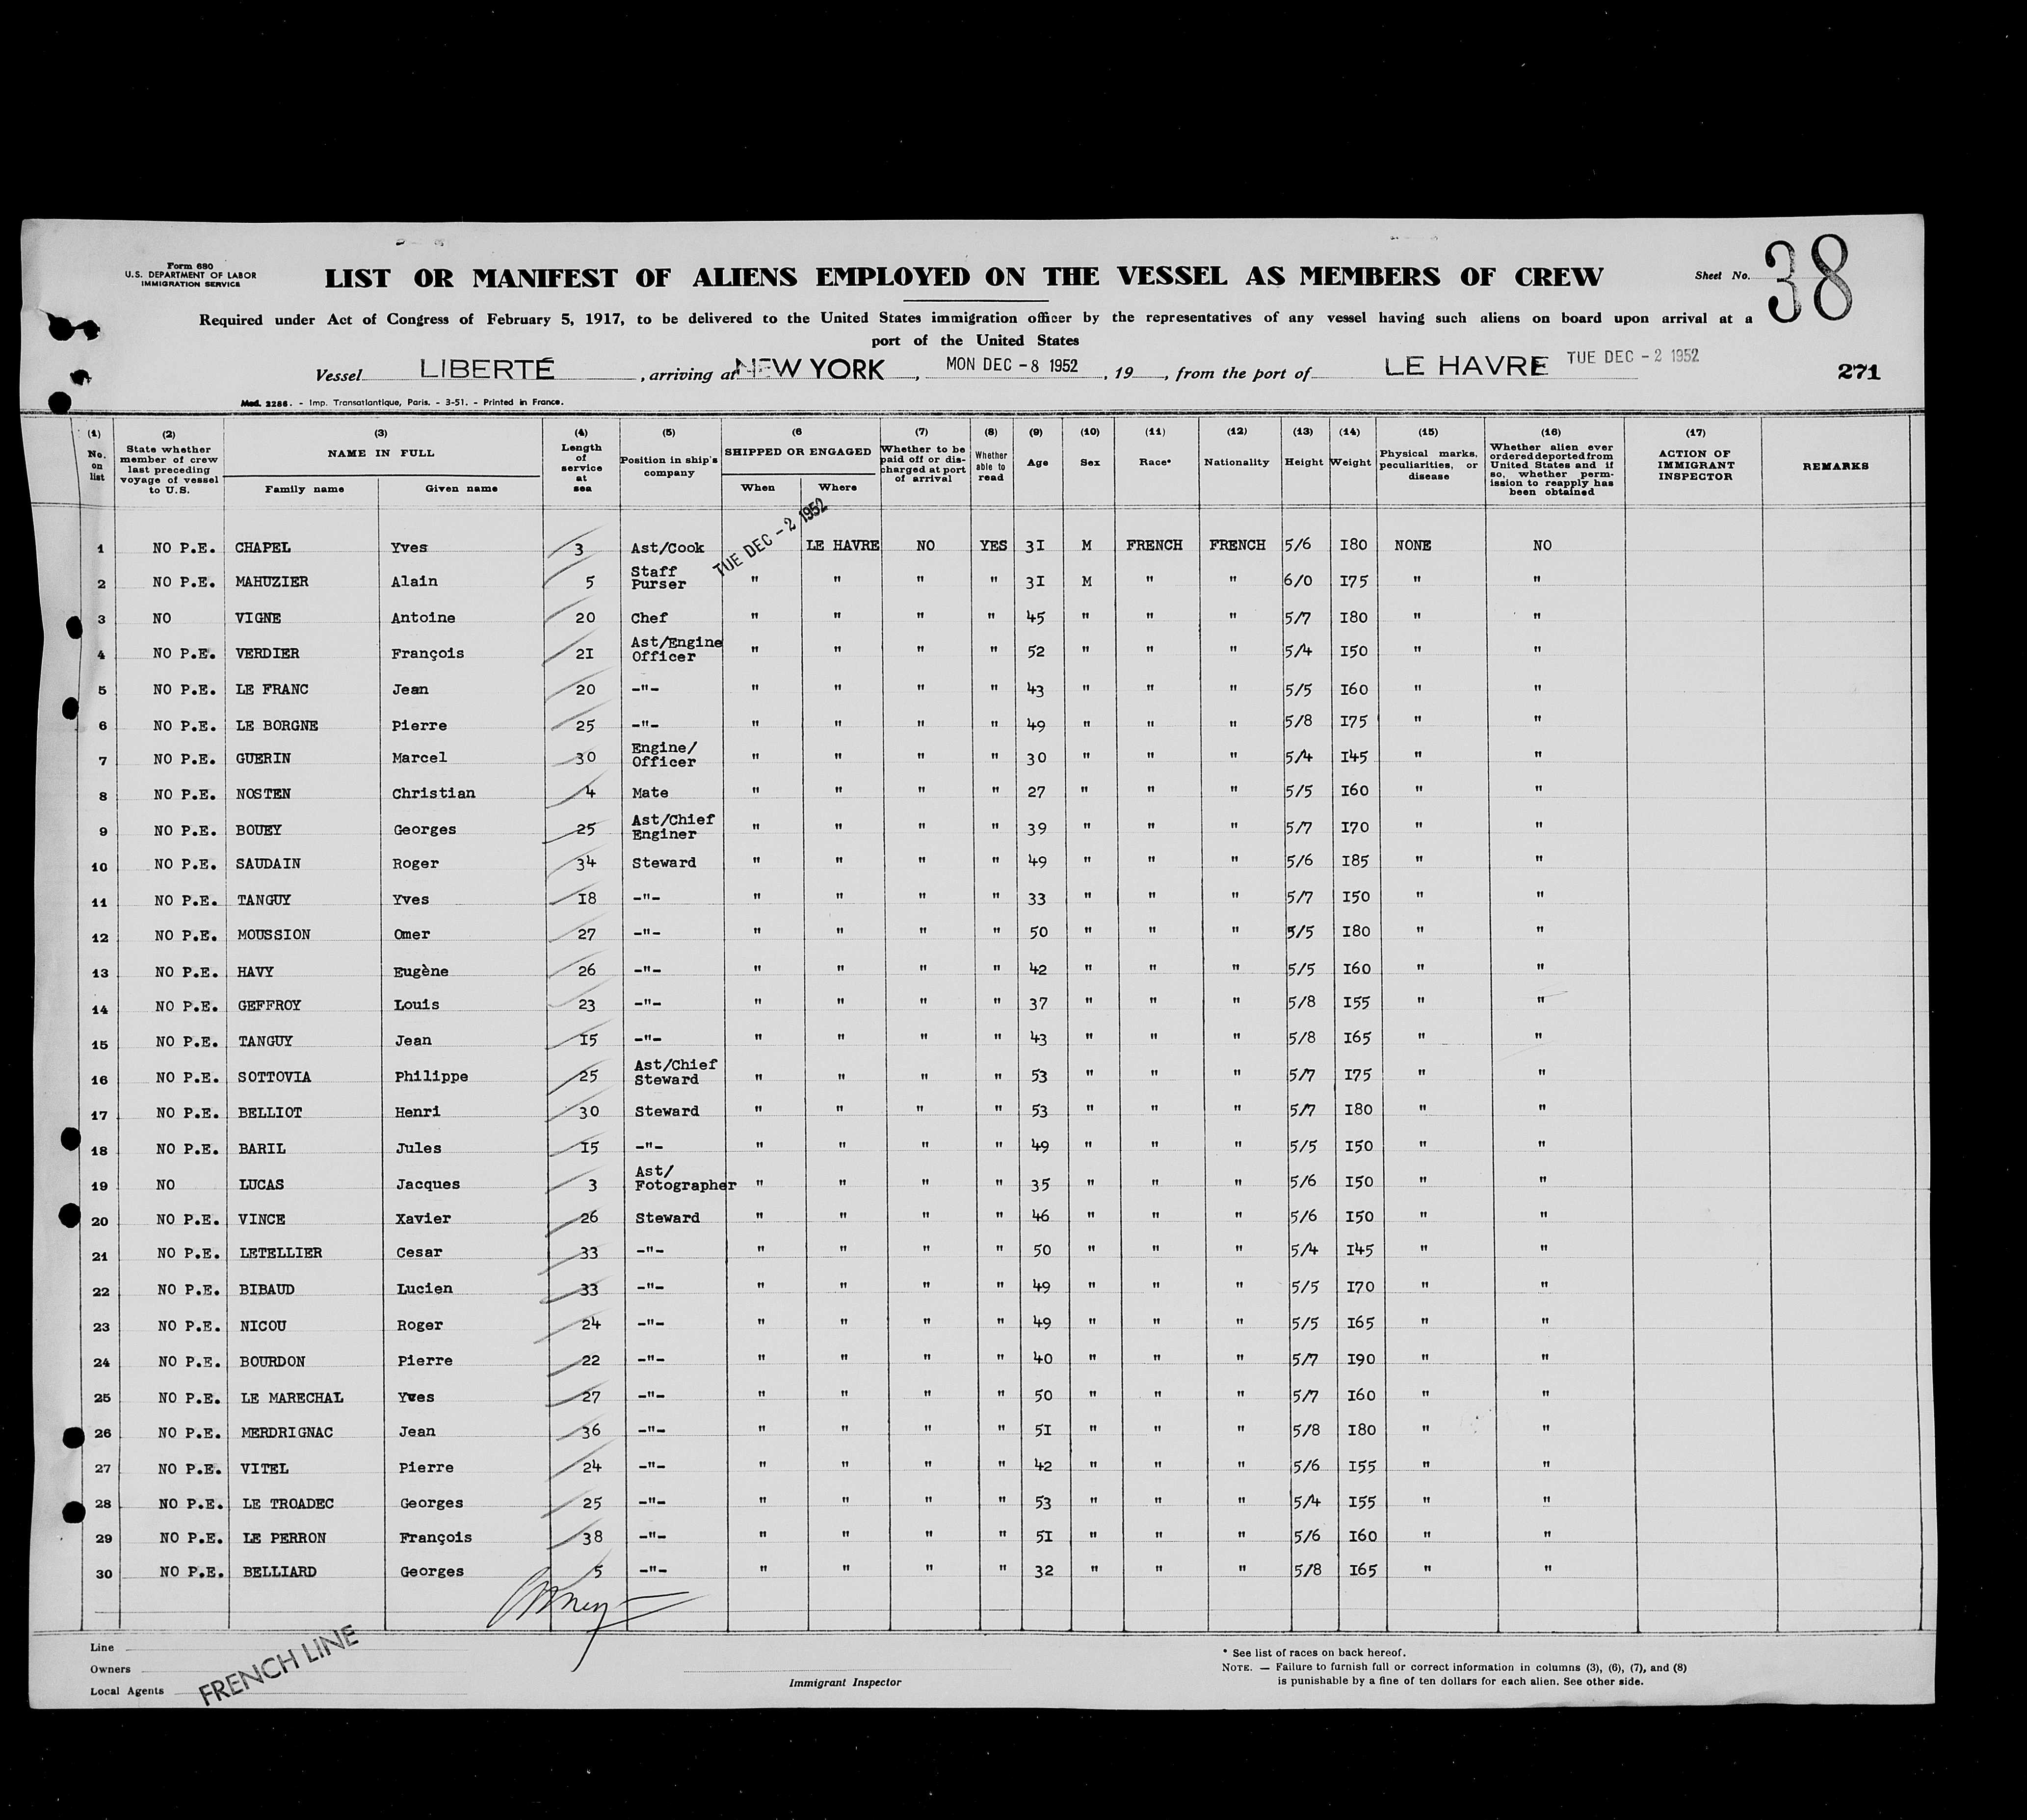 Form 680
U.S. DEPARTMENT OF LABOR
IMMIGRATION SERVICE
LIST OR MANIFEST OF ALIENS EMPLOYED ON THE VESSEL AS MEMBERS OF CREW
Sheet No. 38
Required under Act of Congress of February 5, 1917, to be delivered to the United States immigration officer by the representatives of any vessel having such aliens on board upon arrival at a
port of the United States
Vessel LIBERTÉ , arriving at NEW YORK , MON DEC -8 1952 , 19 , from the port of LE HAVRE TUE DEC -2 1952
271
Mod. 2286. - Imp. Transatlantique, Paris. - 3-51. - Printed in France.
(1) No. on list (2) State whether member of crew last preceding voyage of vessel to U.S. (3) NAME IN FULL Family name Given name (4) Length of service at sea (5) Position in ship's company (6 SHIPPED OR ENGAGED When Where (7) Whether to be paid off or discharged at port of arrival (8) Whether able to read (9) Age (10) Sex (11) Race* (12) Nationality (13) Height (14) Weight (15) Physical marks, peculiarities, or disease (16) Whether alien ever ordered deported from United States and if so, whether permission to reapply has been obtained (17) ACTION OF IMMIGRANT INSPECTOR REMARKS
TUE DEC -2 1952
1 NO P.E. CHAPEL Yves 3 Ast/Cook LE HAVRE NO YES 31 M FRENCH FRENCH 5/6 180 NONE NO
2 NO P.E. MAHUZIER Alain 5 Staff Purser " " " " 31 M " " 6/0 175 " "
3 NO VIGNE Antoine 20 Chef " " " " 45 " " " 5/7 180 " "
4 NO P.E. VERDIER François 21 Ast/Engine Officer " " " " 52 " " " 5/4 150 " "
5 NO P.E. LE FRANC Jean 20 -"- " " " " 43 " " " 5/5 160 " "
6 NO P.E. LE BORGNE Pierre 25 -"- " " " " 49 " " " 5/8 175 " "
7 NO P.E. GUERIN Marcel 30 Engine/ Officer " " " " 30 " " " 5/4 145 " "
8 NO P.E. NOSTEN Christian 4 Mate " " " " 27 " " " 5/5 160 " "
9 NO P.E. BOUEY Georges 25 Ast/Chief Enginer " " " " 39 " " " 5/7 170 " "
10 NO P.E. SAUDAIN Roger 34 Steward " " " " 49 " " " 5/6 185 " "
11 NO P.E. TANGUY Yves 18 -"- " " " " 33 " " " 5/7 150 " "
12 NO P.E. MOUSSION Omer 27 -"- " " " " 50 " " " 5/5 180 " "
13 NO P.E. HAVY Eugène 26 -"- " " " " 42 " " " 5/5 160 " "
14 NO P.E. GEFFROY Louis 23 -"- " " " " 37 " " " 5/8 155 " "
15 NO P.E. TANGUY Jean 15 -"- " " " " 43 " " " 5/8 165 " "
16 NO P.E. SOTTOVIA Philippe 25 Ast/Chief Steward " " " " 53 " " " 5/7 175 " "
17 NO P.E. BELLIOT Henri 30 Steward " " " " 53 " " " 5/7 180 " "
18 NO P.E. BARIL Jules 15 -"- " " " " 49 " " " 5/5 150 " "
19 NO LUCAS Jacques 3 Ast/ Fotographer " " " " 35 " " " 5/6 150 " "
20 NO P.E. VINCE Xavier 26 Steward " " " " 46 " " " 5/6 150 " "
21 NO P.E. LETELLIER Cesar 33 -"- " " " " 50 " " " 5/4 145 " "
22 NO P.E. BIBAUD Lucien 33 -"- " " " " 49 " " " 5/5 170 " "
23 NO P.E. NICOU Roger 24 -"- " " " " 49 " " " 5/5 165 " "
24 NO P.E. BOURDON Pierre 22 -"- " " " " 40 " " " 5/7 190 " "
25 NO P.E. LE MARECHAL Yves 27 -"- " " " " 50 " " " 5/7 160 " "
26 NO P.E. MERDRIGNAC Jean 36 -"- " " " " 51 " " " 5/8 180 " "
27 NO P.E. VITEL Pierre 24 -"- " " " " 42 " " " 5/6 155 " "
28 NO P.E. LE TROADEC Georges 25 -"- " " " " 53 " " " 5/4 155 " "
29 NO P.E. LE PERRON François 38 -"- " " " " 51 " " " 5/6 160 " "
30 NO P.E. BELLIARD Georges 5 -"- " " " " 32 " " " 5/8 165 " "
Line
Owners
Local Agents
FRENCH LINE
Immigrant Inspector
* See list of races on back hereof.
NOTE. — Failure to furnish full or correct information in columns (3), (6), (7), and (8)
is punishable by a fine of ten dollars for each alien. See other side.